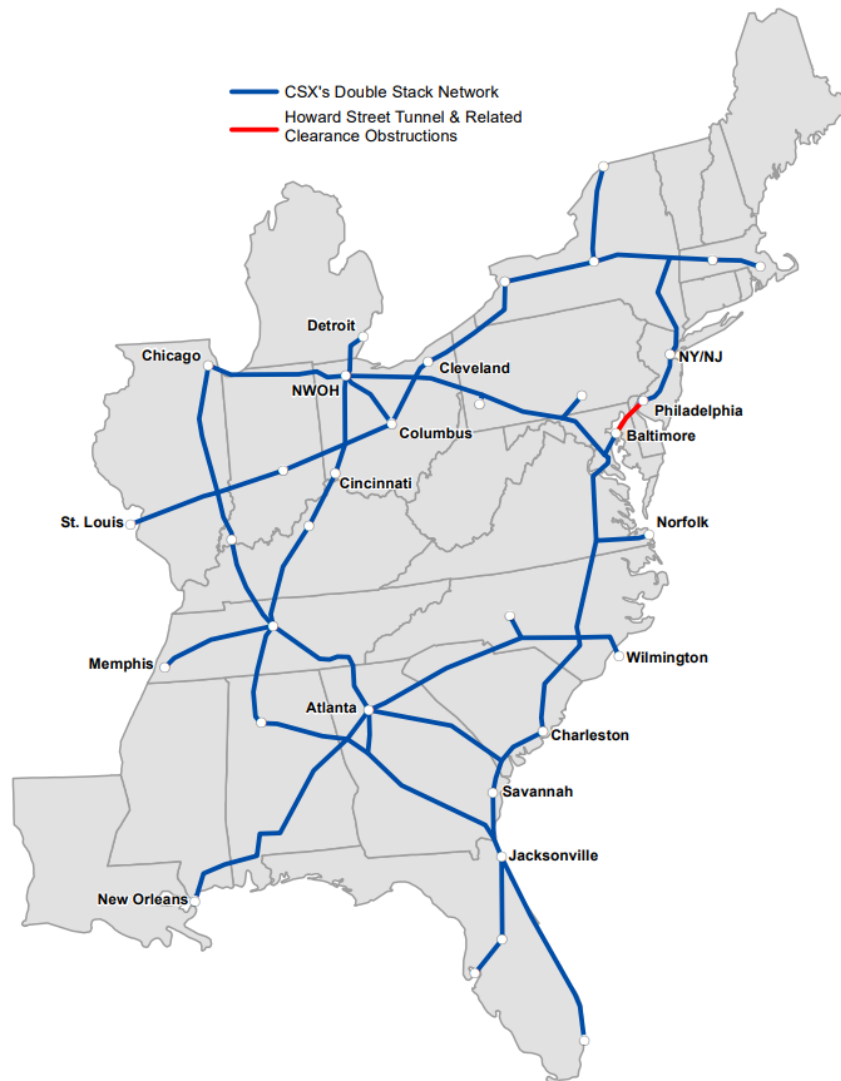 CSX's Double Stack Network
Howard Street Tunnel & Related
Clearance Obstructions
Detroit
Chicago
Cleveland
NY/NJ
NWOH
Philadelphia
Columbus
Baltimore
Cincinnati
St. Louis
Norfolk
Memphis
Wilmington
Atlanta
Charleston
Savannah
Jacksonville
New Orleans